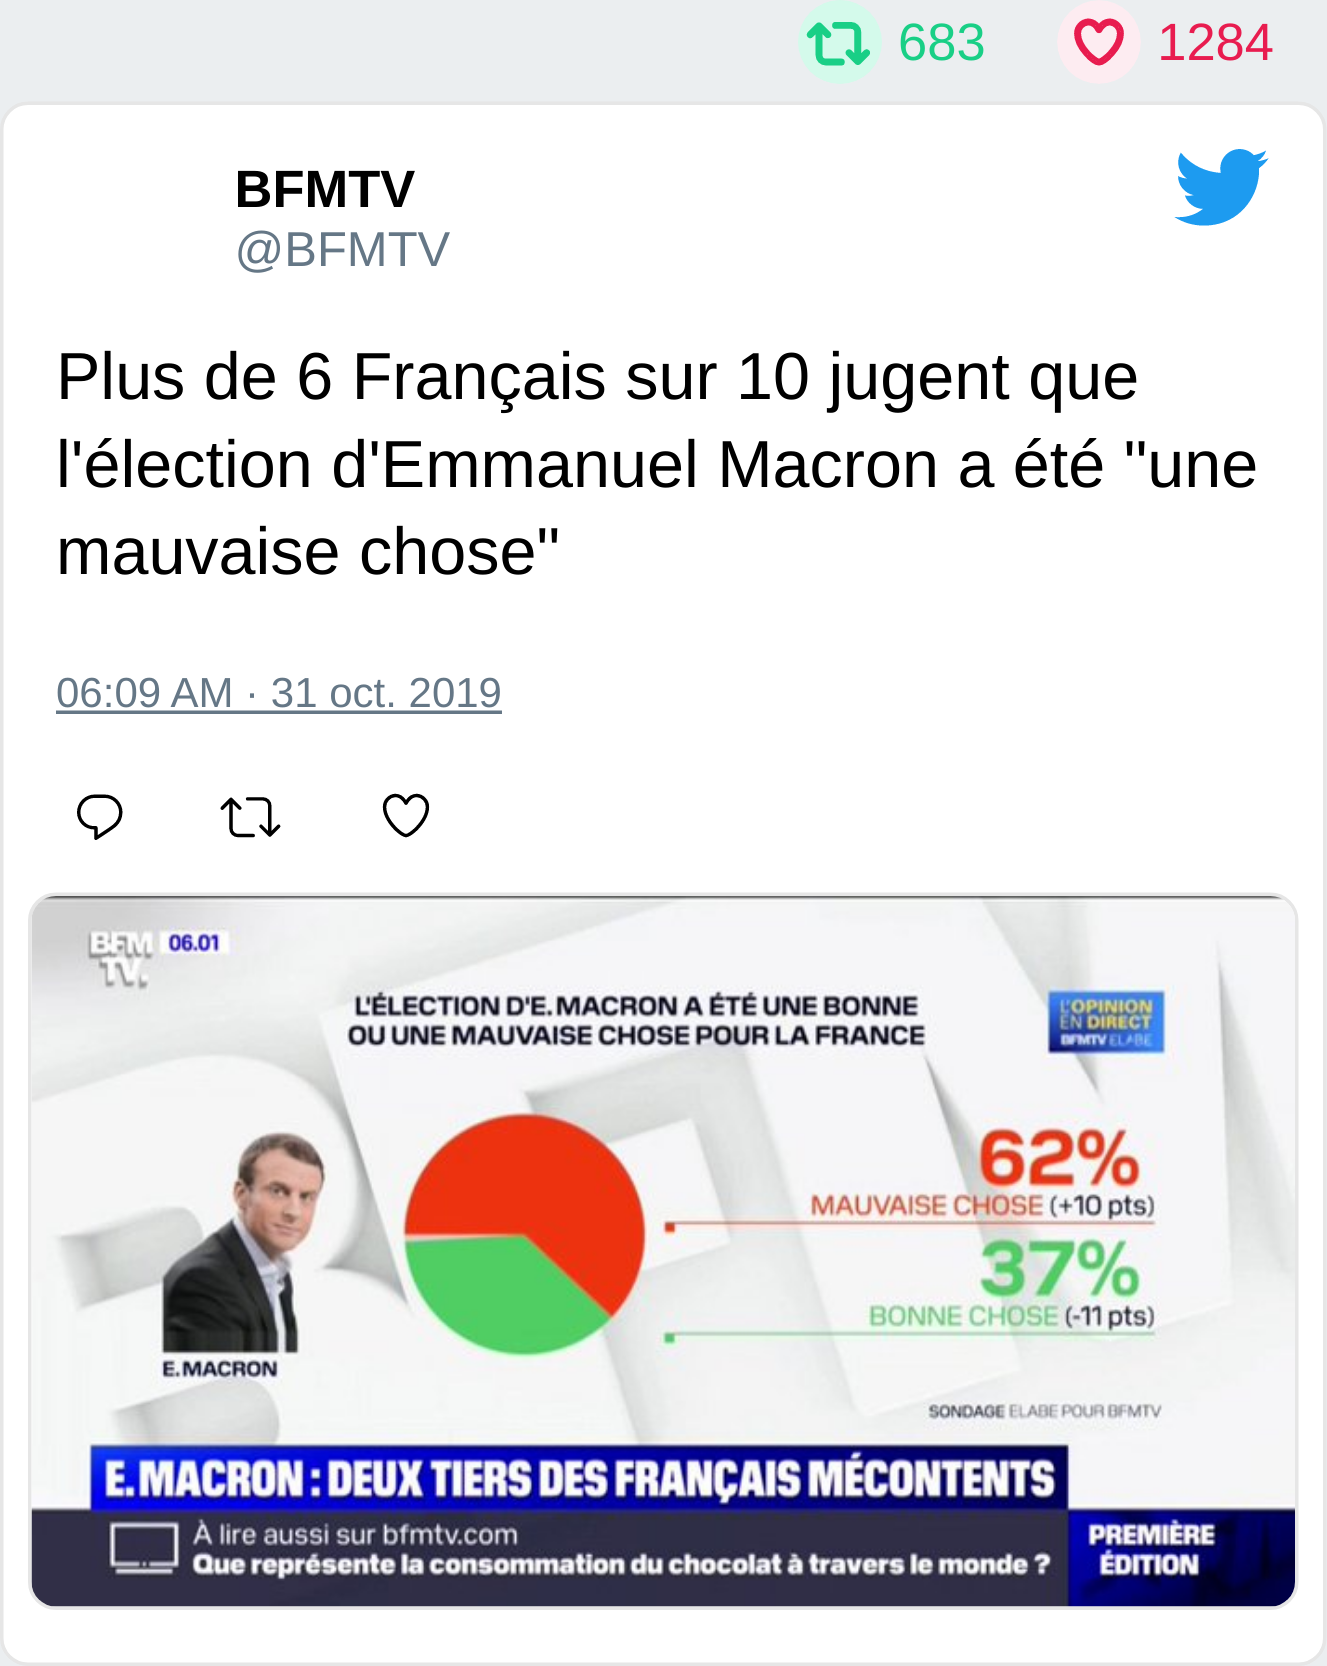 683 1284
BFMTV
@BFMTV
Plus de 6 Français sur 10 jugent que
l'élection d'Emmanuel Macron a été "une
mauvaise chose"
06:09 AM · 31 oct. 2019
BFM 06.01
TV.
L'ÉLECTION D'E.MACRON A ÉTÉ UNE BONNE
OU UNE MAUVAISE CHOSE POUR LA FRANCE
L'OPINION
EN DIRECT
BFMTV ELABE
62%
MAUVAISE CHOSE (+10 pts)
37%
BONNE CHOSE (-11 pts)
E.MACRON
SONDAGE ELABE POUR BFMTV
E.MACRON : DEUX TIERS DES FRANÇAIS MÉCONTENTS
À lire aussi sur bfmtv.com
Que représente la consommation du chocolat à travers le monde ?
PREMIÈRE
ÉDITION